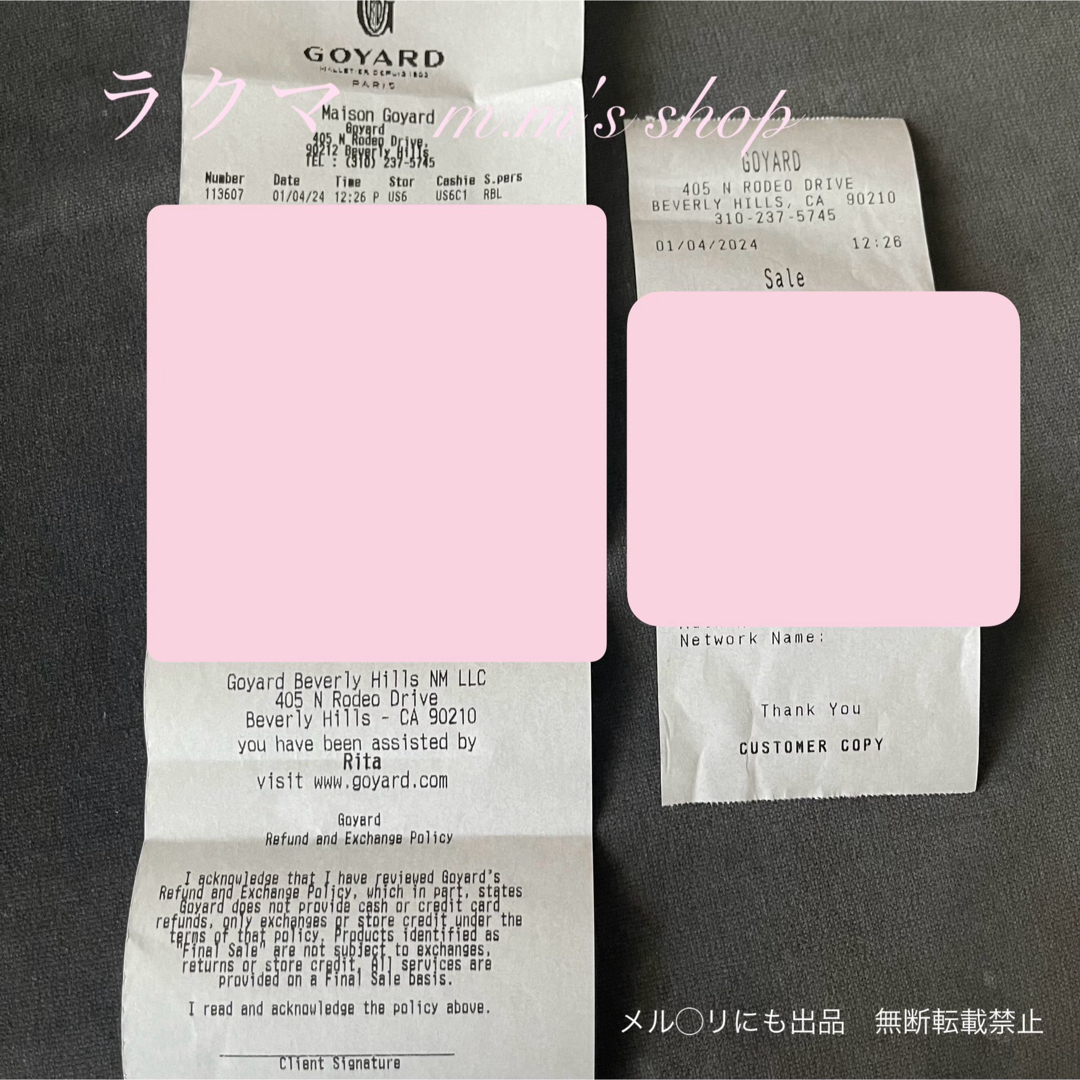 ラクマ m.m's shop
GOYARD
MALLETIER DEPUIS 1853
PARIS
Maison Goyard
Goyard
405 N Rodeo Drive.
90212 Beverly Hills
TEL : (310) 237-5745
Number Date Time Stor Cashie S.pers
113607 01/04/24 12:26 P US6 US6C1 RBL
Goyard Beverly Hills NM LLC
405 N Rodeo Drive
Beverly Hills - CA 90210
you have been assisted by
Rita
visit www.goyard.com
Goyard
Refund and Exchange Policy
I acknowledge that I have reviewed Goyard's
Refund and Exchange Policy, which in part, states
Goyard does not provide cash or credit card
refunds, only exchanges or store credit under the
terms of that policy. Products identified as
"Final Sale" are not subject to exchanges,
returns or store credit. All services are
provided on a Final Sale basis.
I read and acknowledge the policy above.
Client Signature
GOYARD
405 N RODEO DRIVE
BEVERLY HILLS, CA 90210
310-237-5745
01/04/2024 12:26
Sale
Network Name:
Thank You
CUSTOMER COPY
メル◯リにも出品 無断転載禁止